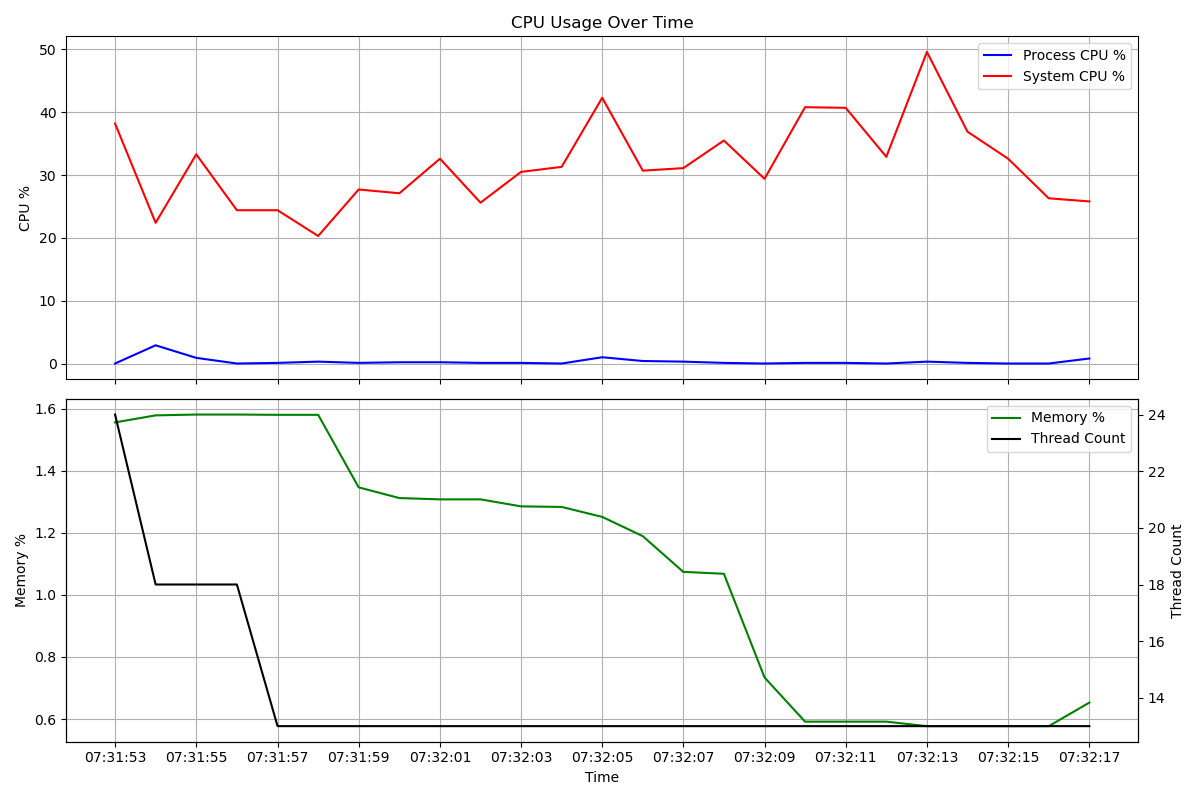 CPU Usage Over Time
50
40
30
20
10
0
CPU %
Process CPU %
System CPU %
1.6
1.4
1.2
1.0
0.8
0.6
Memory %
Memory %
Thread Count
24
22
20
18
16
14
Thread Count
07:31:53 07:31:55 07:31:57 07:31:59 07:32:01 07:32:03 07:32:05 07:32:07 07:32:09 07:32:11 07:32:13 07:32:15 07:32:17
Time